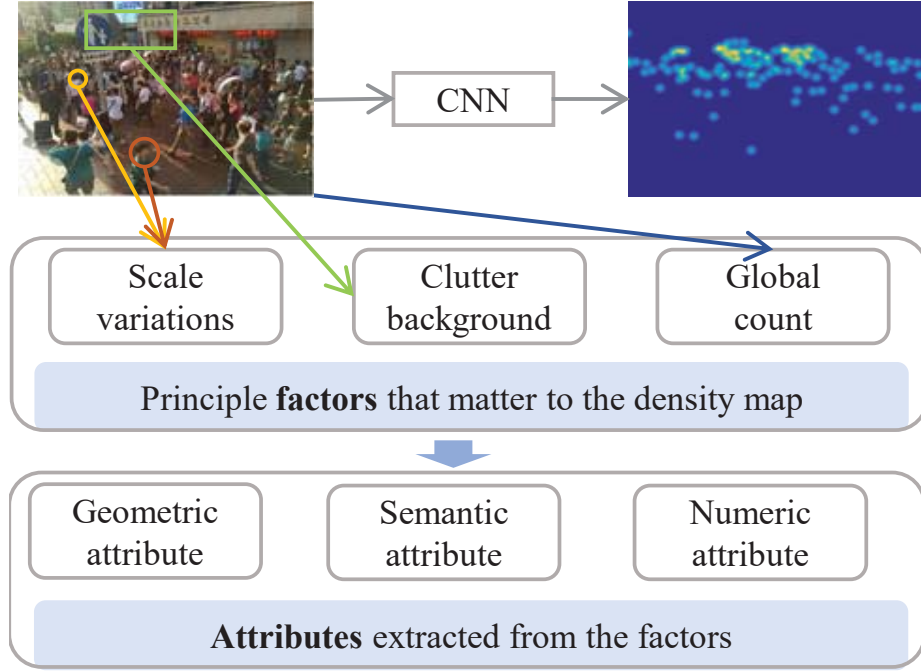 CNN
Scale
variations
Clutter
background
Global
count
Principle factors that matter to the density map
Geometric
attribute
Semantic
attribute
Numeric
attribute
Attributes extracted from the factors